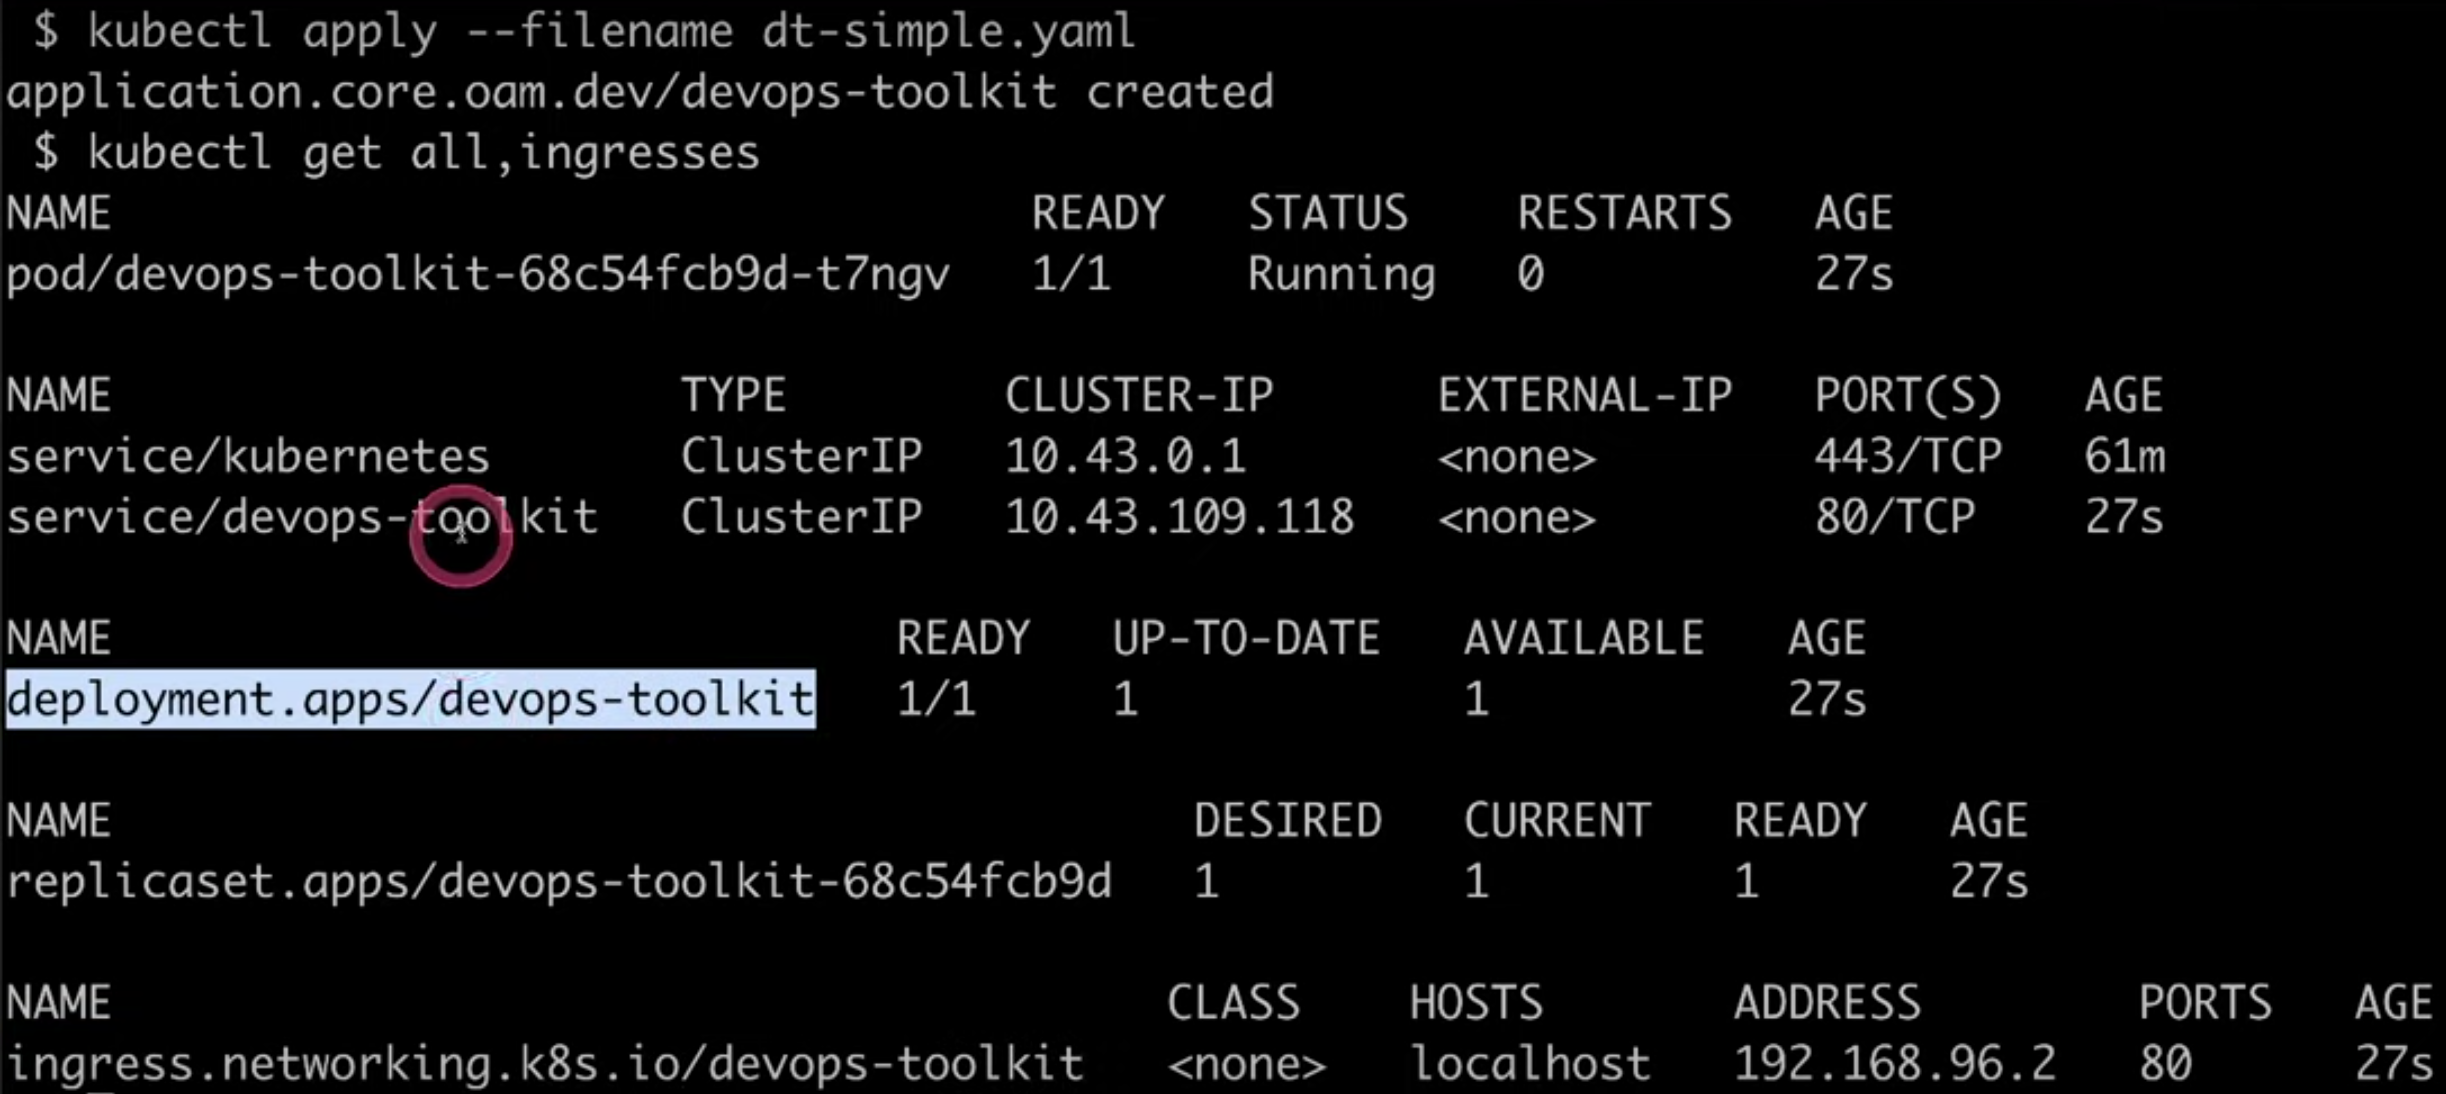 $ kubectl apply --filename dt-simple.yaml
application.core.oam.dev/devops-toolkit created
$ kubectl get all,ingresses
NAME READY STATUS RESTARTS AGE
pod/devops-toolkit-68c54fcb9d-t7ngv 1/1 Running 0 27s
NAME TYPE CLUSTER-IP EXTERNAL-IP PORT(S) AGE
service/kubernetes ClusterIP 10.43.0.1 <none> 443/TCP 61m
service/devops-toolkit ClusterIP 10.43.109.118 <none> 80/TCP 27s
NAME READY UP-TO-DATE AVAILABLE AGE
deployment.apps/devops-toolkit 1/1 1 1 27s
NAME DESIRED CURRENT READY AGE
replicaset.apps/devops-toolkit-68c54fcb9d 1 1 1 27s
NAME CLASS HOSTS ADDRESS PORTS AGE
ingress.networking.k8s.io/devops-toolkit <none> localhost 192.168.96.2 80 27s